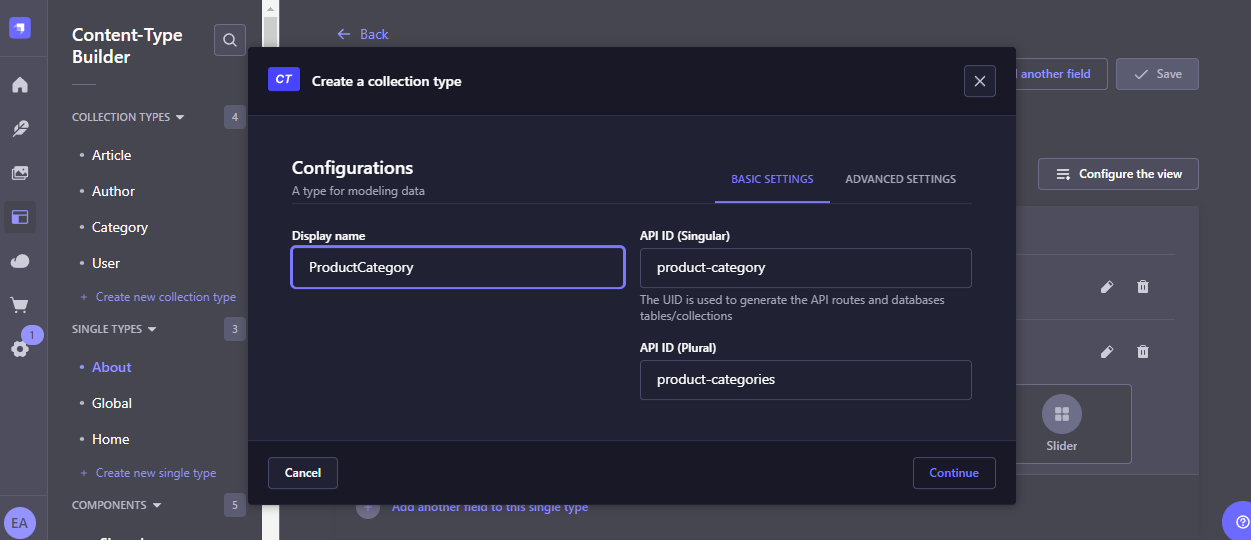 Content-Type
Builder
COLLECTION TYPES
4
Article
Author
Category
User
+ Create new collection type
SINGLE TYPES
3
About
Global
Home
+ Create new single type
COMPONENTS
5
1
EA
Back
another field
Save
Configure the view
Slider
Add another field to this single type
CT
Create a collection type
Configurations
A type for modeling data
BASIC SETTINGS
ADVANCED SETTINGS
Display name
ProductCategory
API ID (Singular)
product-category
The UID is used to generate the API routes and databases
tables/collections
API ID (Plural)
product-categories
Cancel
Continue